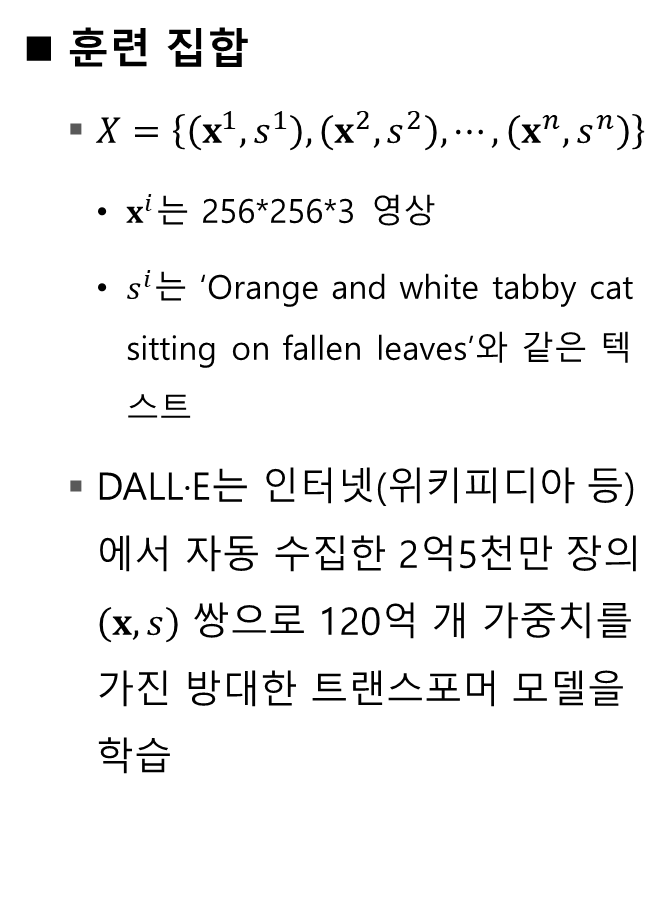 ■ 훈련 집합
▪ X = {(x¹, s¹), (x², s²), ⋯ , (xⁿ, sⁿ)}
• xⁱ는 256*256*3 영상
• sⁱ는 ‘Orange and white tabby cat
sitting on fallen leaves’와 같은 텍
스트
▪ DALL·E는 인터넷(위키피디아 등)
에서 자동 수집한 2억5천만 장의
(x, s) 쌍으로 120억 개 가중치를
가진 방대한 트랜스포머 모델을
학습